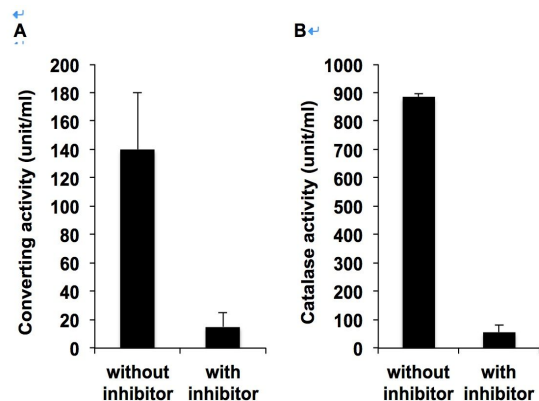 A
Converting activity (unit/ml)
200
180
160
140
120
100
80
60
40
20
0
without
inhibitor
with
inhibitor
B
Catalase activity (unit/ml)
1000
900
800
700
600
500
400
300
200
100
0
without
inhibitor
with
inhibitor